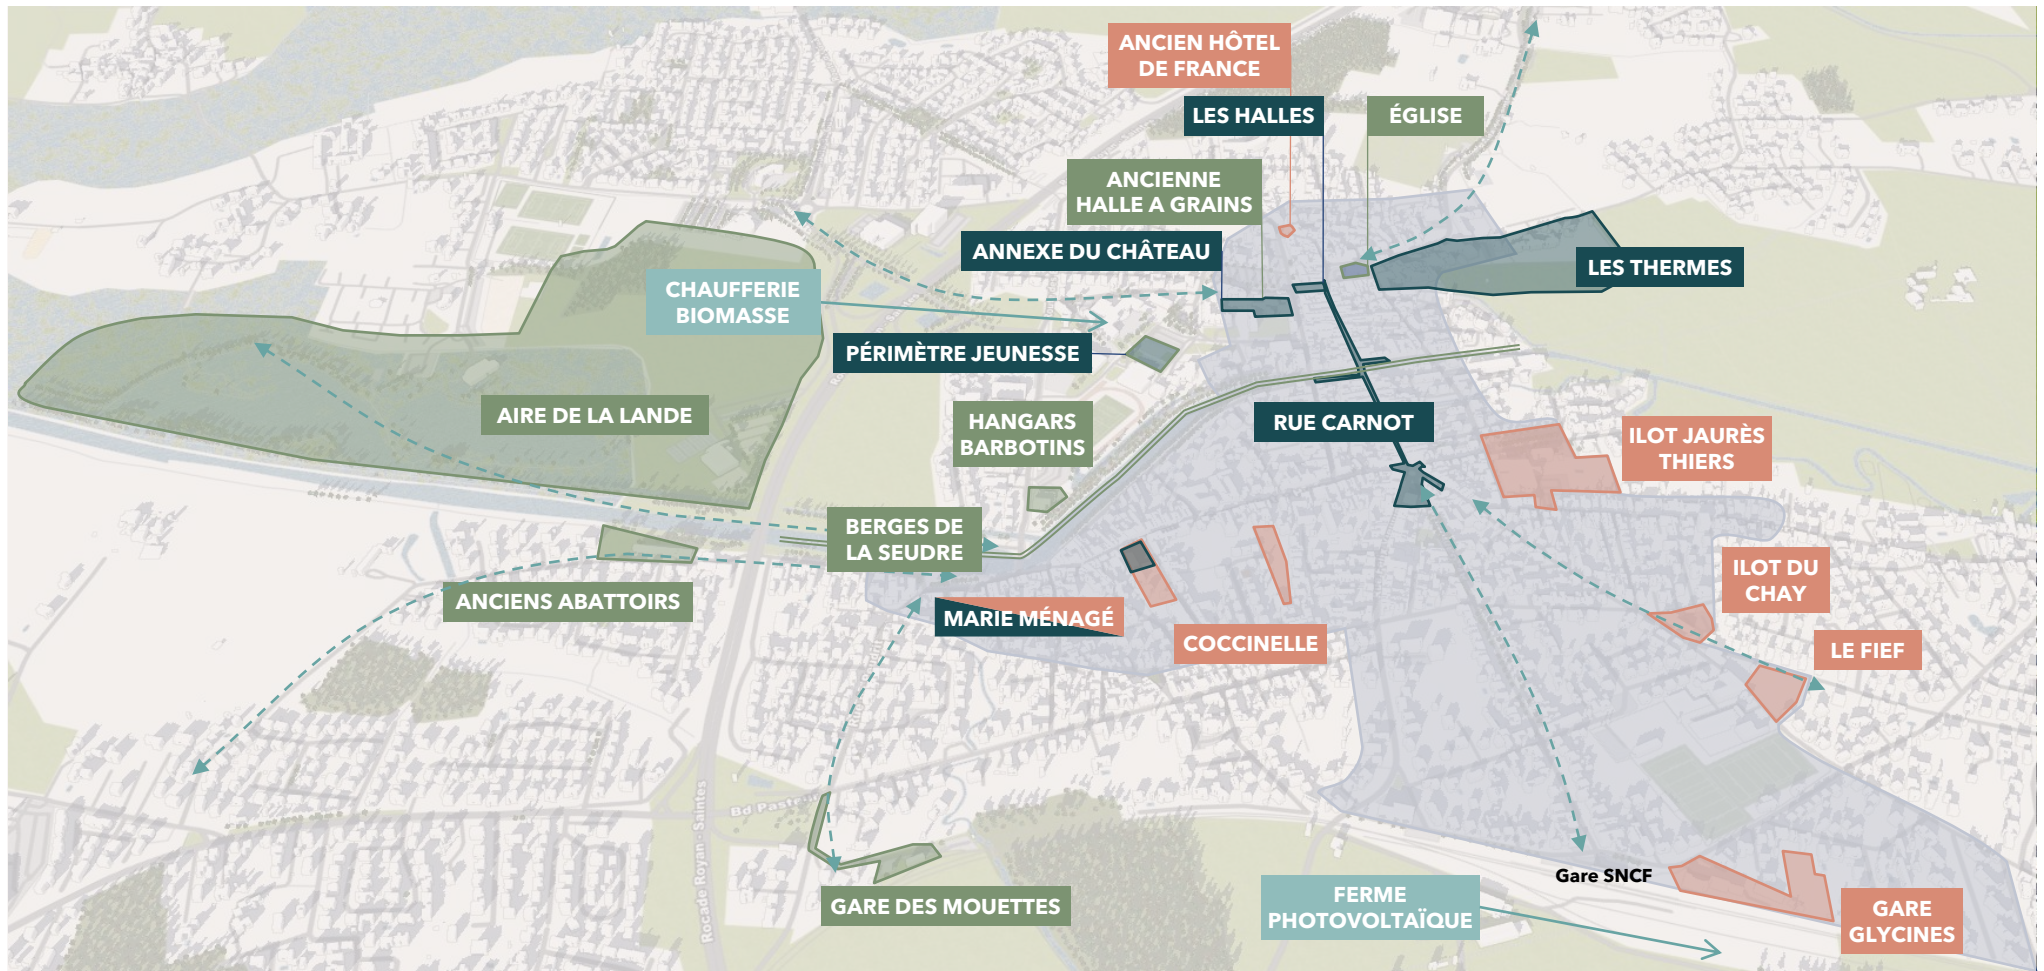 ANCIEN HÔTEL
DE FRANCE
LES HALLES
ÉGLISE
ANCIENNE
HALLE A GRAINS
ANNEXE DU CHÂTEAU
LES THERMES
CHAUFFERIE
BIOMASSE
PÉRIMÈTRE JEUNESSE
AIRE DE LA LANDE
HANGARS
BARBOTINS
RUE CARNOT
ILOT JAURÈS
THIERS
BERGES DE
LA SEUDRE
ANCIENS ABATTOIRS
MARIE MÉNAGÉ
COCCINELLE
ILOT DU
CHAY
LE FIEF
Rocade Royan - Saintes
Bd Pasteur
GARE DES MOUETTES
Gare SNCF
FERME
PHOTOVOLTAÏQUE
GARE
GLYCINES